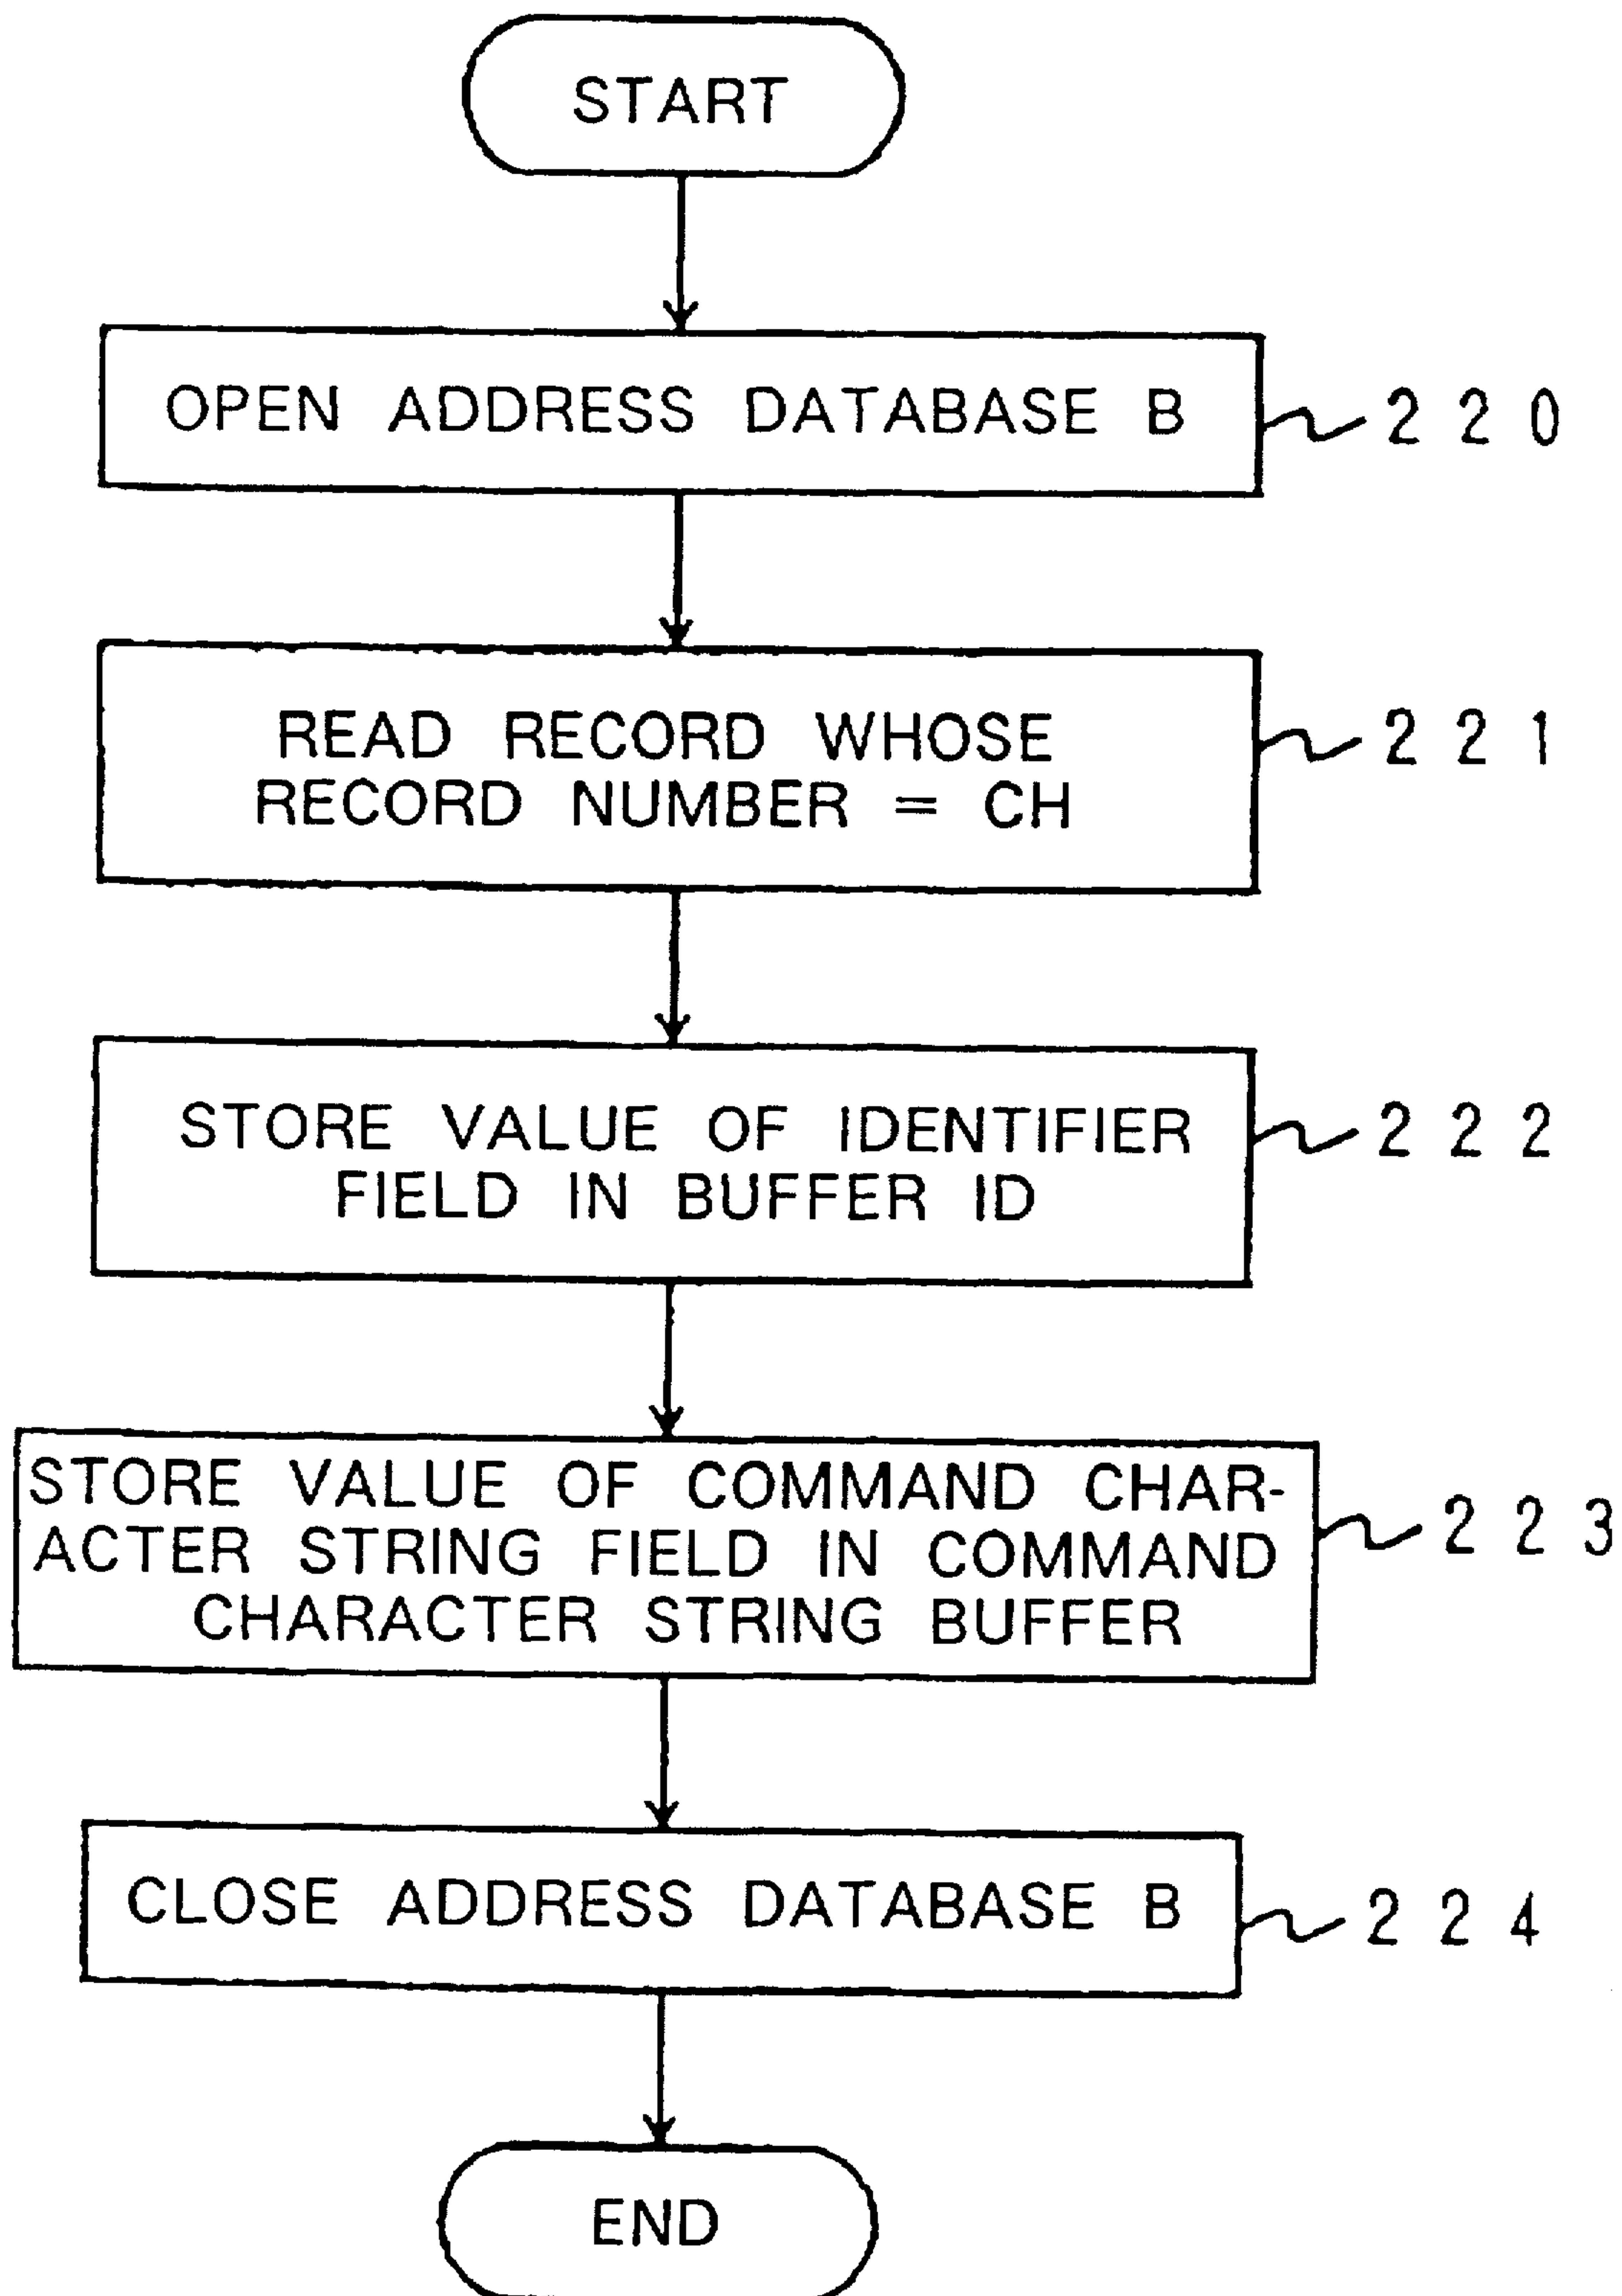 START
OPEN ADDRESS DATABASE B
220
READ RECORD WHOSE
RECORD NUMBER = CH
221
STORE VALUE OF IDENTIFIER
FIELD IN BUFFER ID
222
STORE VALUE OF COMMAND CHAR-
ACTER STRING FIELD IN COMMAND
CHARACTER STRING BUFFER
223
CLOSE ADDRESS DATABASE B
224
END